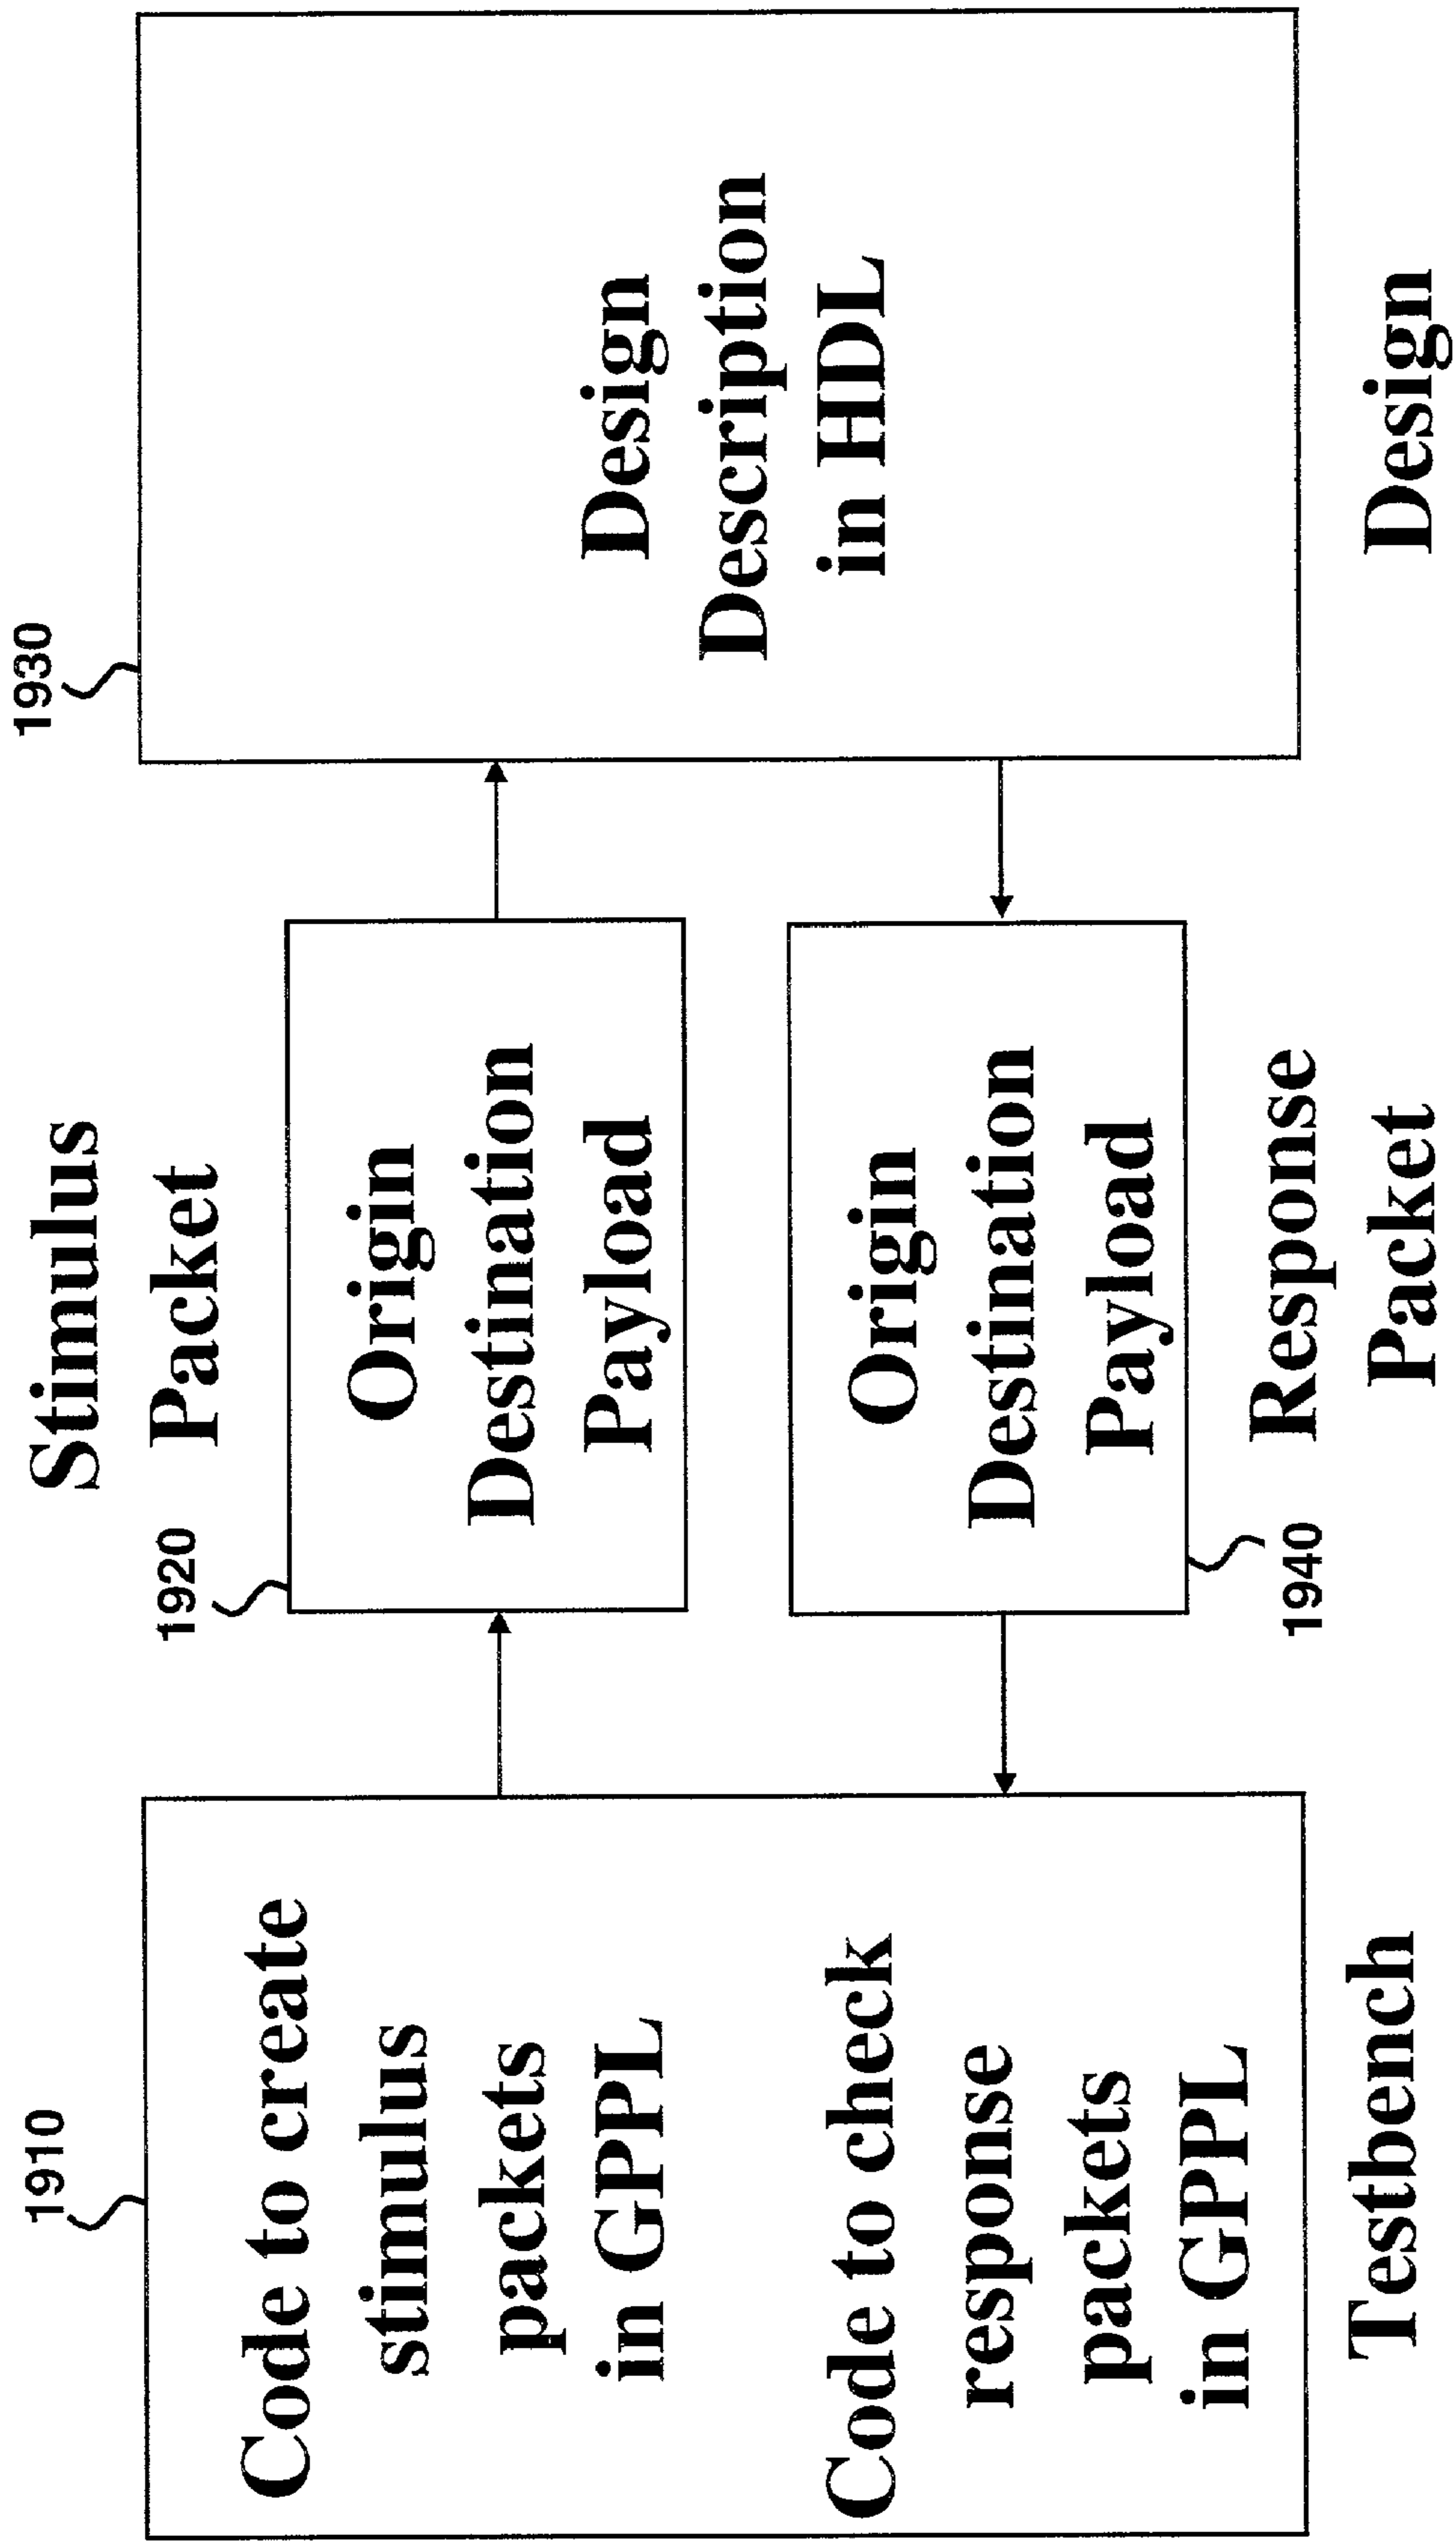 1910
Code to create
stimulus
packets
in GPPL
Code to check
response
packets
in GPPL
Testbench
Stimulus
Packet
1920
Origin
Destination
Payload
Origin
Destination
Payload
1940
Response
Packet
1930
Design
Description
in HDL
Design